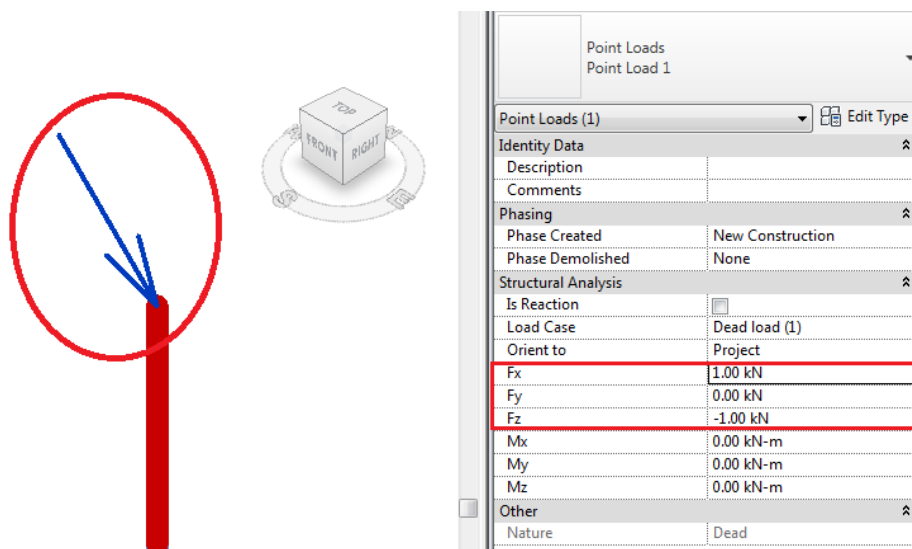 TOP
FRONT
RIGHT
Point Loads
Point Load 1
Point Loads (1)
Edit Type
Identity Data
Description
Comments
Phasing
Phase Created New Construction
Phase Demolished None
Structural Analysis
Is Reaction
Load Case Dead load (1)
Orient to Project
Fx 1.00 kN
Fy 0.00 kN
Fz -1.00 kN
Mx 0.00 kN-m
My 0.00 kN-m
Mz 0.00 kN-m
Other
Nature Dead